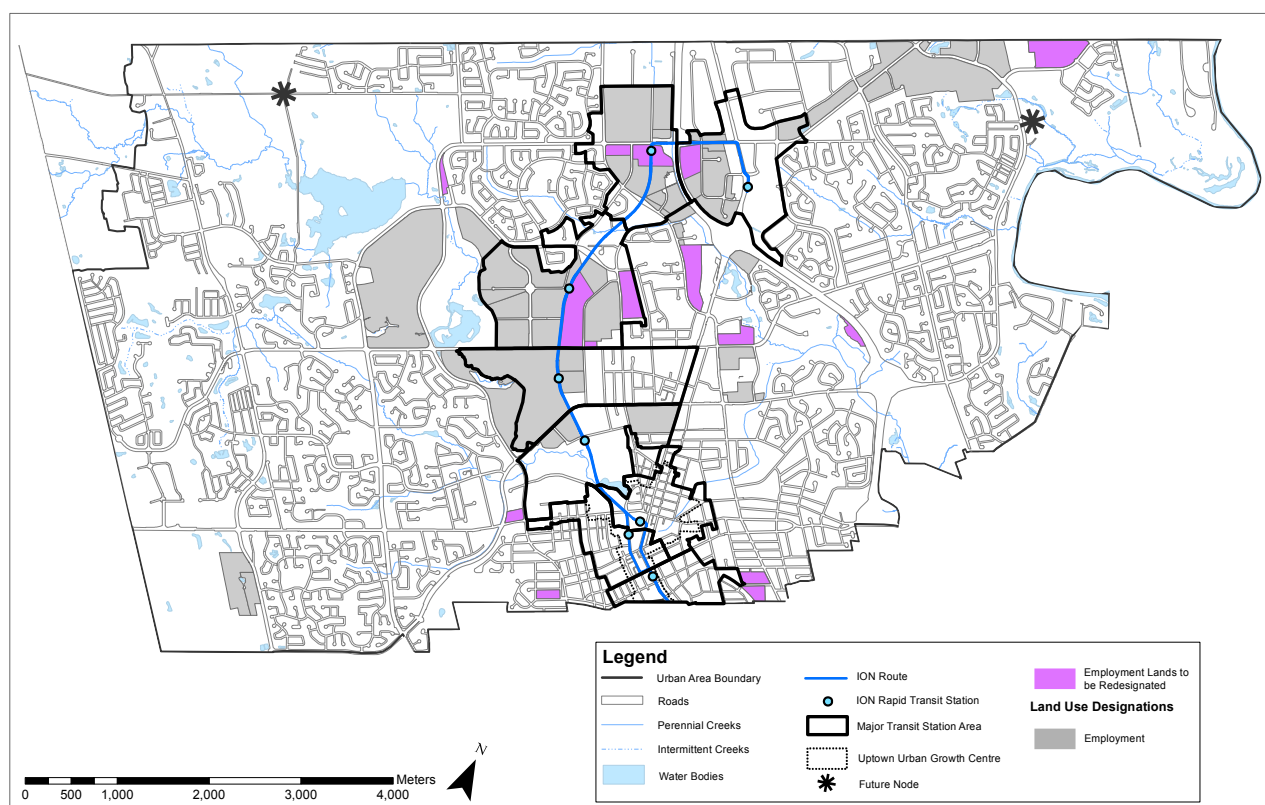 Legend
Urban Area Boundary
Roads
Perennial Creeks
Intermittent Creeks
Water Bodies
ION Route
ION Rapid Transit Station
Major Transit Station Area
Uptown Urban Growth Centre
Future Node
Employment Lands to
be Redesignated
Land Use Designations
Employment
N
Meters
0 500 1,000 2,000 3,000 4,000